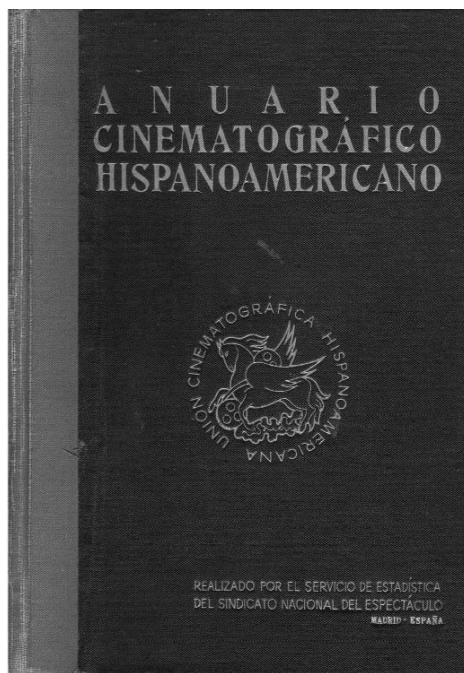 ANUARIO
CINEMATOGRÁFICO
HISPANOAMERICANO
UNIÓN CINEMATOGRÁFICA HISPANOAMERICANA
REALIZADO POR EL SERVICIO DE ESTADÍSTICA
DEL SINDICATO NACIONAL DEL ESPECTÁCULO
MADRID - ESPAÑA